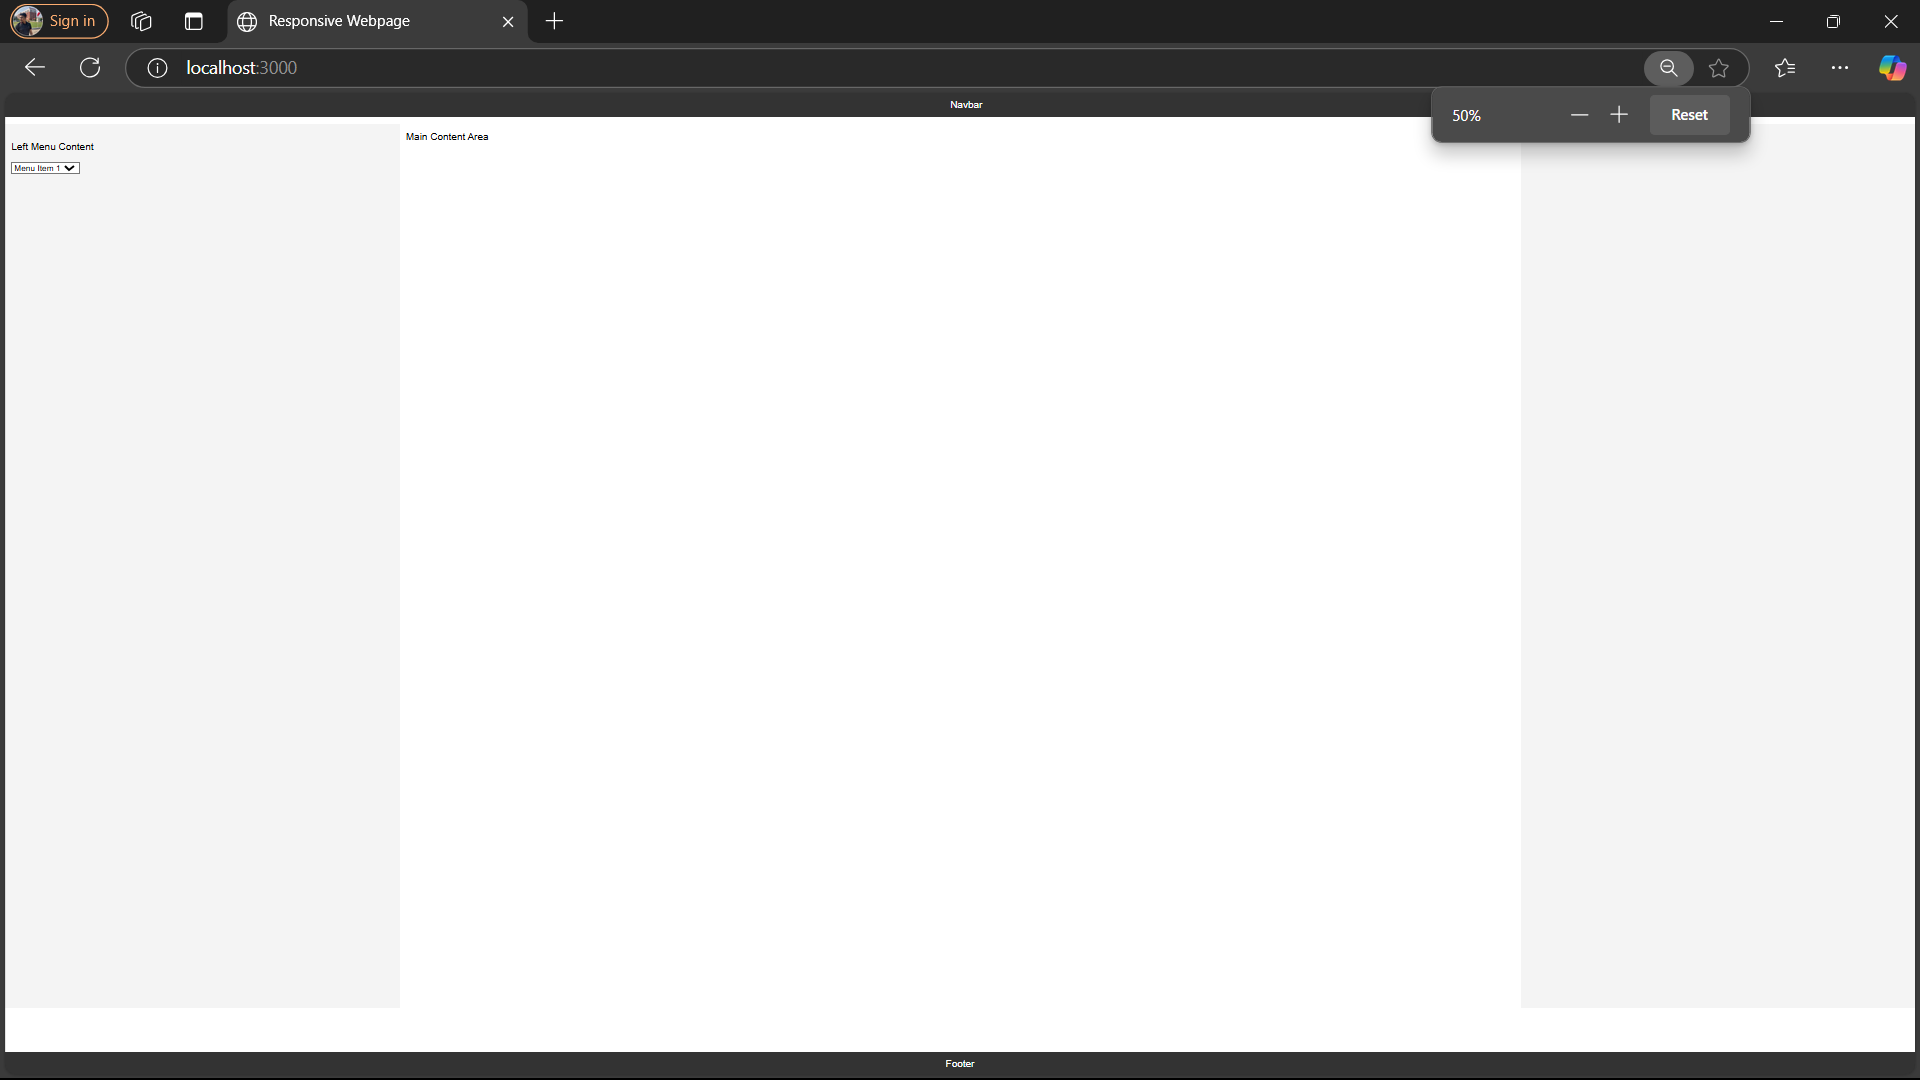 Sign in
Responsive Webpage
localhost:3000
Navbar
50%
Reset
Left Menu Content
Menu Item 1
Main Content Area
Footer